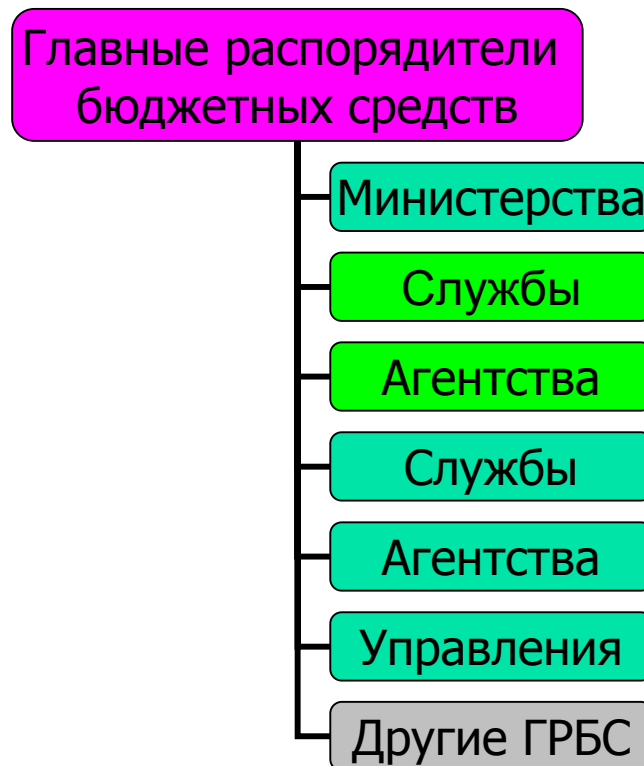 Главные распорядители
бюджетных средств
Министерства
Службы
Агентства
Службы
Агентства
Управления
Другие ГРБС